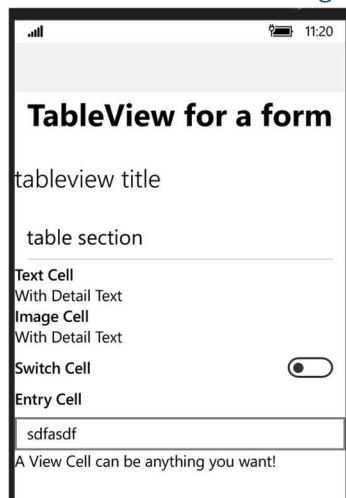 11:20
TableView for a form
tableview title
table section
Text Cell
With Detail Text
Image Cell
With Detail Text
Switch Cell
Entry Cell
sdfasdf
A View Cell can be anything you want!